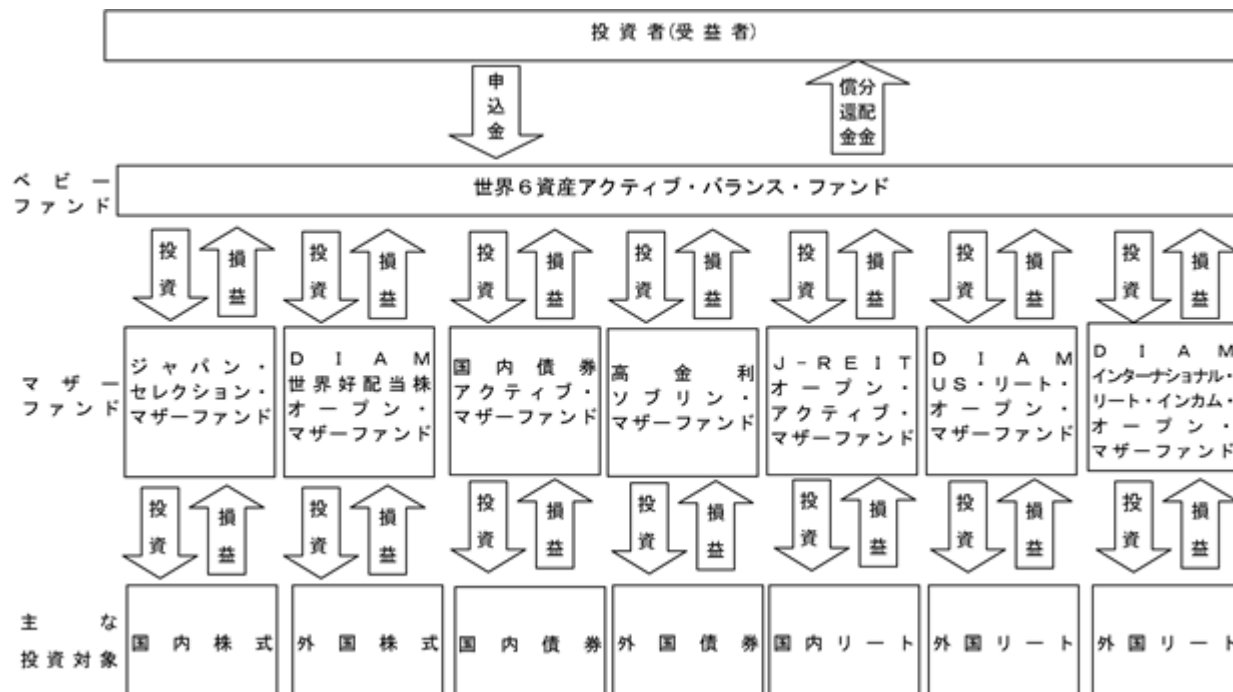 投資者(受益者)
申込金
分配金
償還金
ベビーファンド
世界6資産アクティブ・バランス・ファンド
投資
損益
投資
損益
投資
損益
投資
損益
投資
損益
投資
損益
投資
損益
マザーファンド
ジャパン・
セレクション・
マザーファンド
DIAM
世界好配当株
オープン・
マザーファンド
国内債券
アクティブ・
マザーファンド
高金利
ソブリン・
マザーファンド
J-REIT
オープン・
アクティブ・
マザーファンド
DIAM
US・リート・
オープン・
マザーファンド
DIAM
インターナショナル・
リート・インカム・
オープン・
マザーファンド
投資
損益
投資
損益
投資
損益
投資
損益
投資
損益
投資
損益
投資
損益
主な
投資対象
国内株式
外国株式
国内債券
外国債券
国内リート
外国リート
外国リート